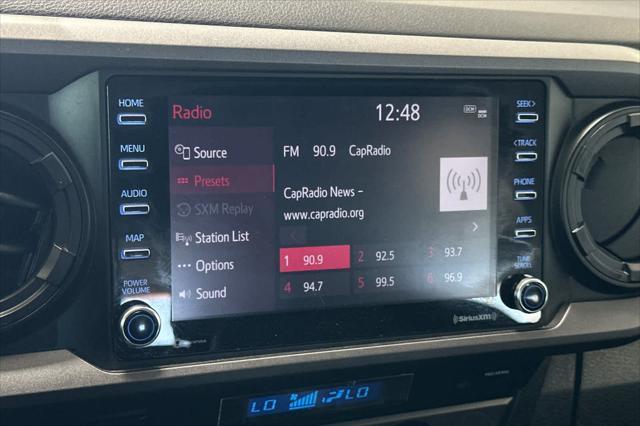 HOME
MENU
AUDIO
MAP
POWER
VOLUME
Radio
12:48
DCM
DCM
Source
Presets
SXM Replay
Station List
Options
Sound
FM 90.9 CapRadio
CapRadio News –
www.capradio.org
1 90.9 2 92.5 3 93.7
4 94.7 5 99.5 6 96.9
SEEK>
<TRACK
PHONE
APPS
TUNE
SCROLL
SiriusXM
LO LO